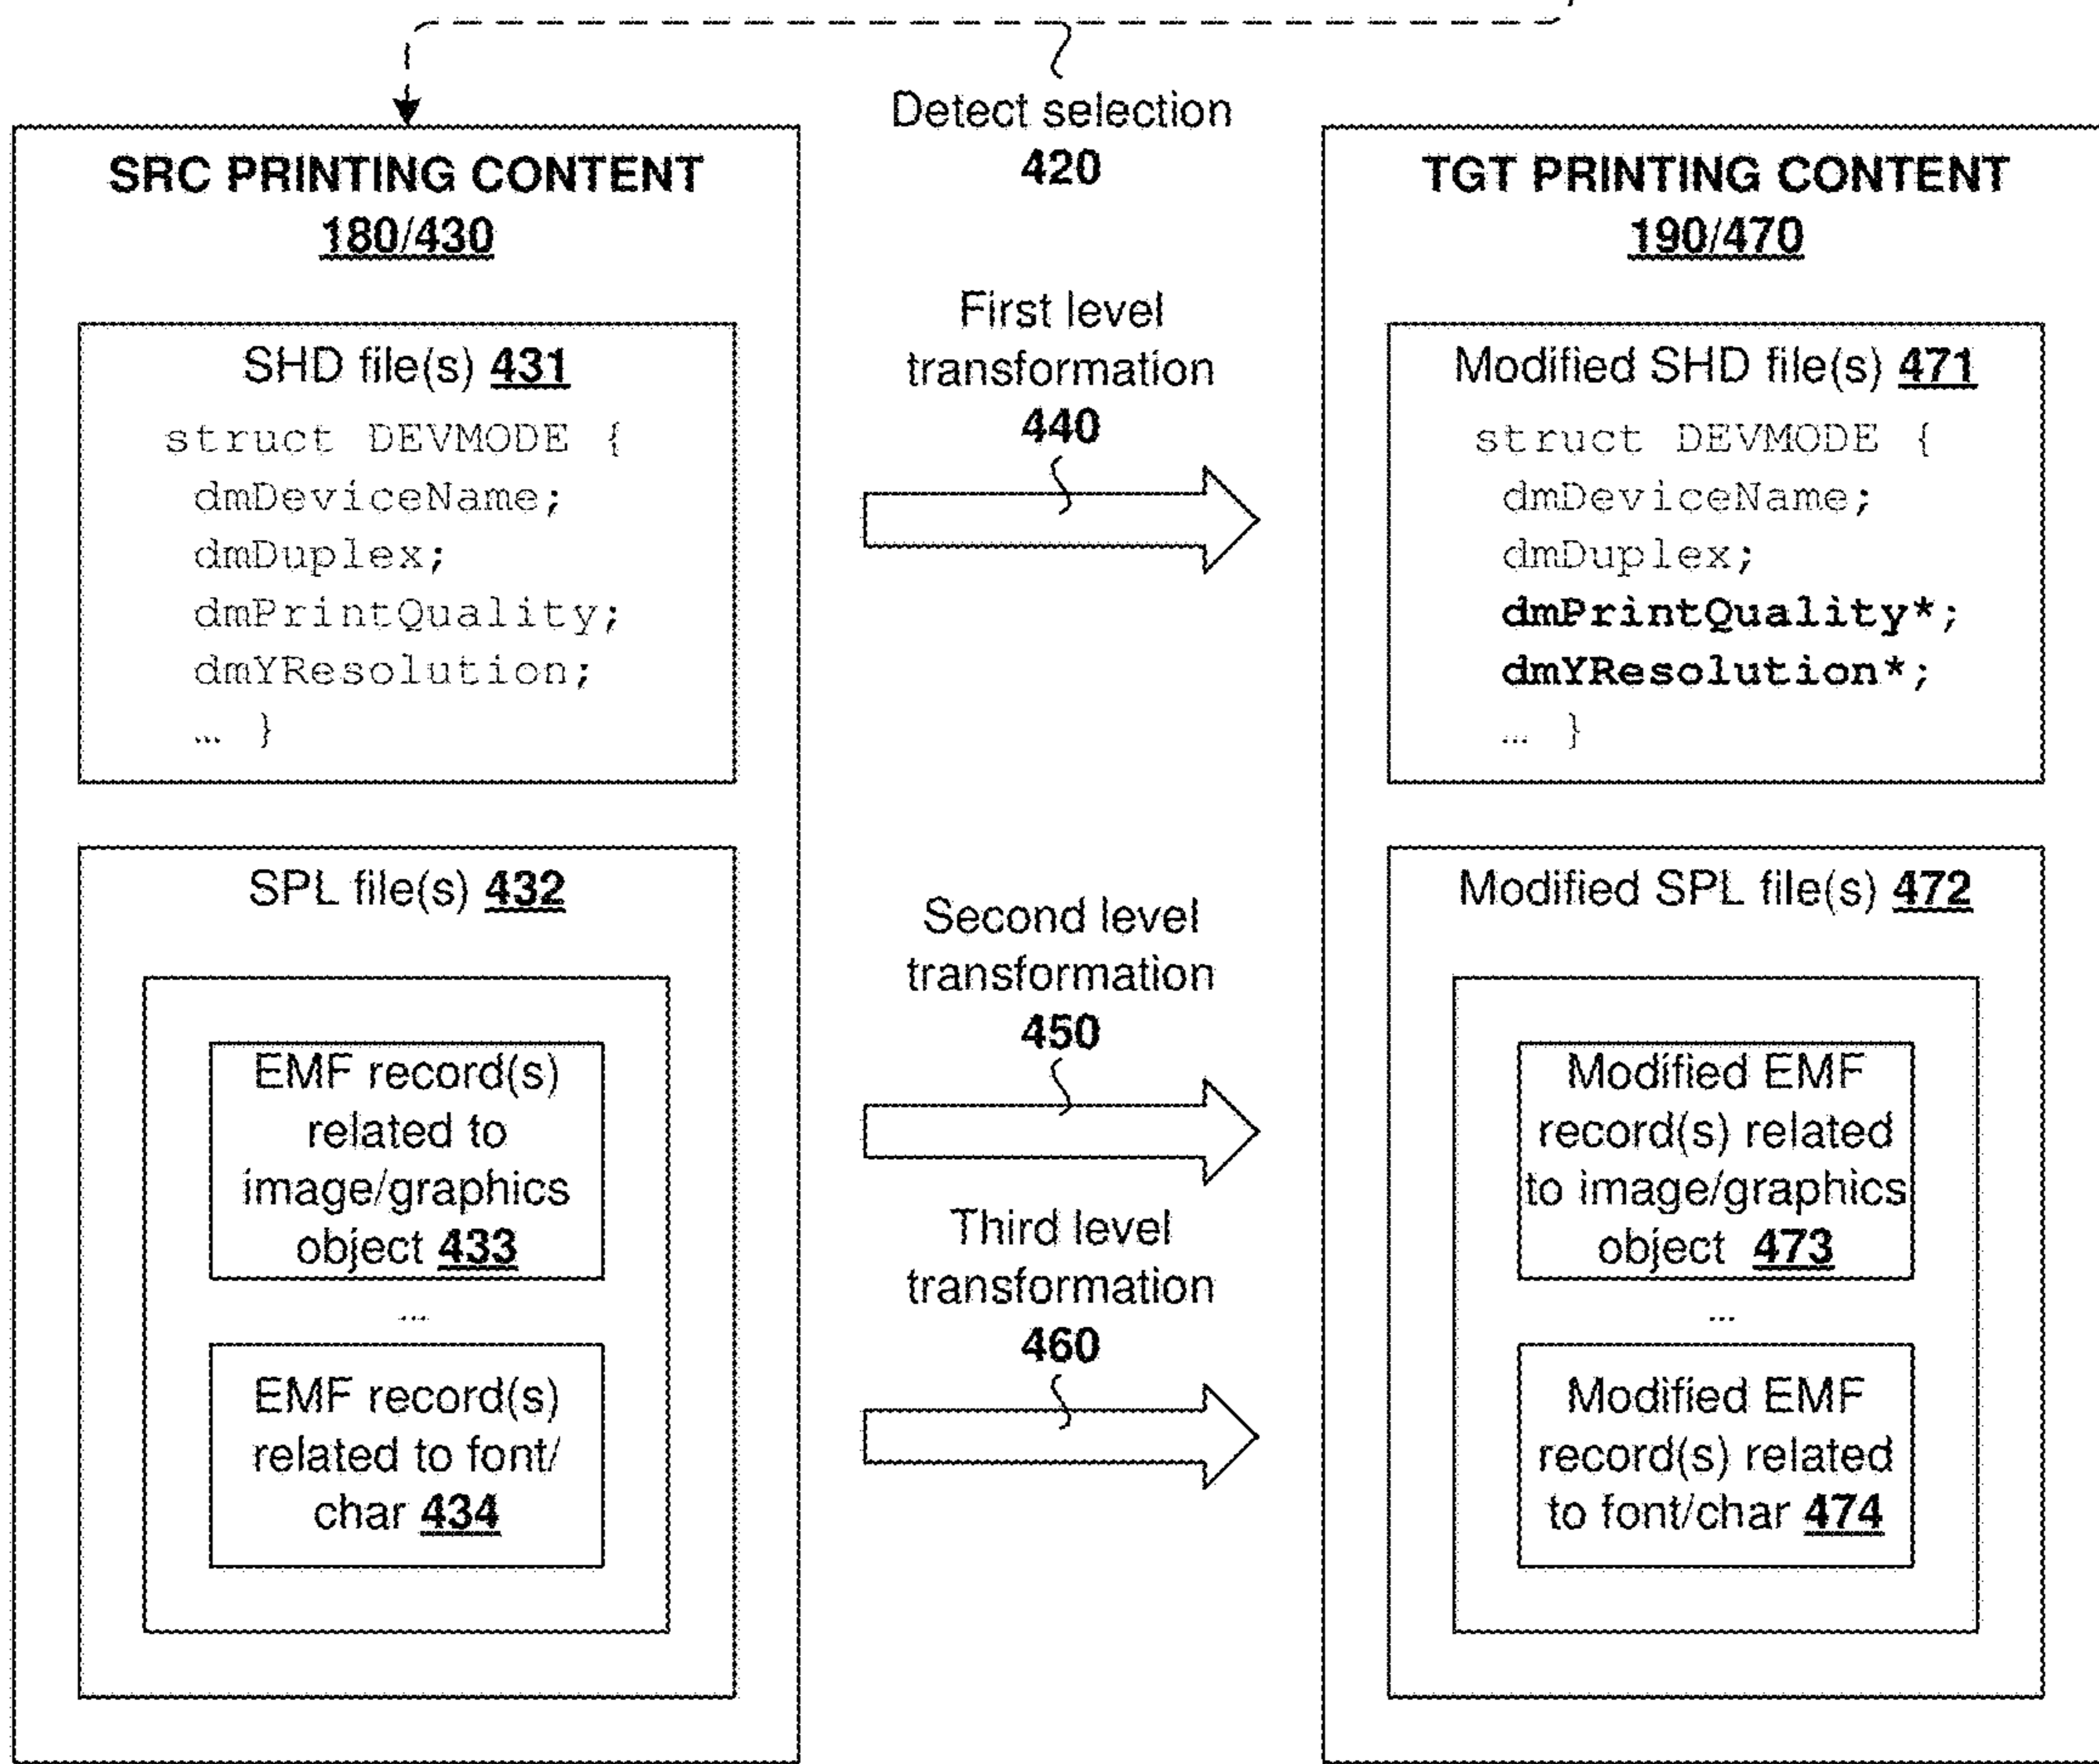 Detect selection
420
SRC PRINTING CONTENT
180/430
SHD file(s) 431
struct DEVMODE {
dmDeviceName;
dmDuplex;
dmPrintQuality;
dmYResolution;
... }
SPL file(s) 432
EMF record(s)
related to
image/graphics
object 433
...
EMF record(s)
related to font/
char 434
First level
transformation
440
Second level
transformation
450
Third level
transformation
460
TGT PRINTING CONTENT
190/470
Modified SHD file(s) 471
struct DEVMODE {
dmDeviceName;
dmDuplex;
dmPrintQuality*;
dmYResolution*;
... }
Modified SPL file(s) 472
Modified EMF
record(s) related
to image/graphics
object 473
...
Modified EMF
record(s) related
to font/char 474